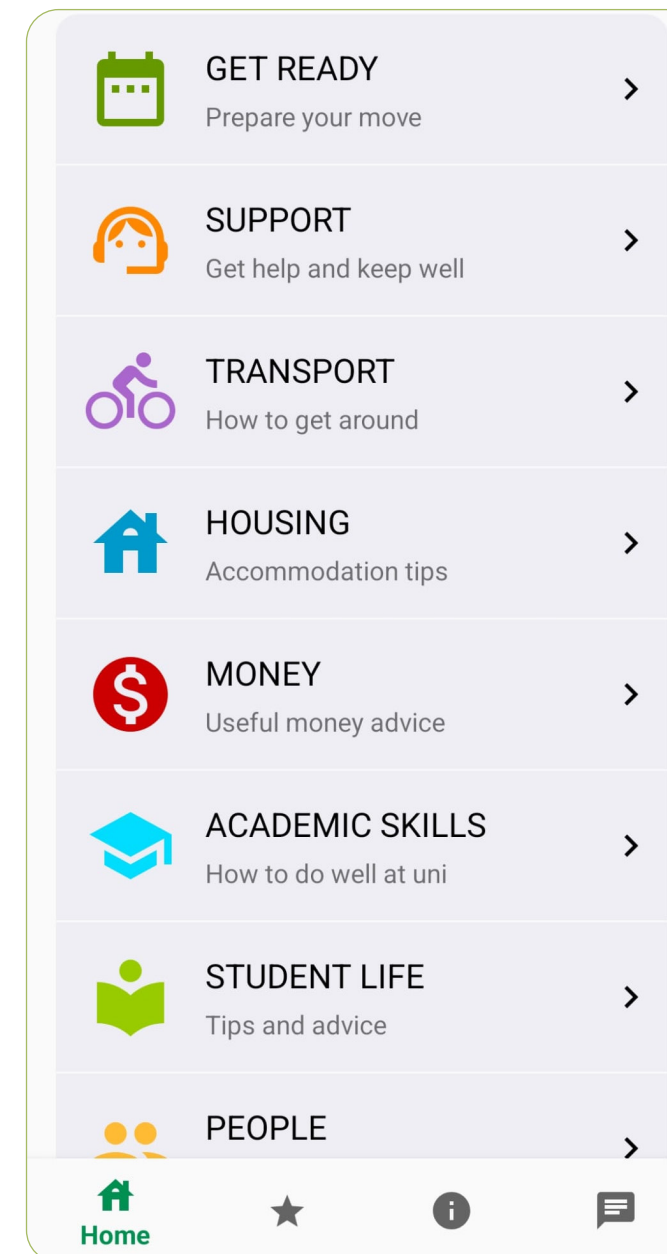 GET READY
Prepare your move
SUPPORT
Get help and keep well
TRANSPORT
How to get around
HOUSING
Accommodation tips
MONEY
Useful money advice
ACADEMIC SKILLS
How to do well at uni
STUDENT LIFE
Tips and advice
PEOPLE
Home